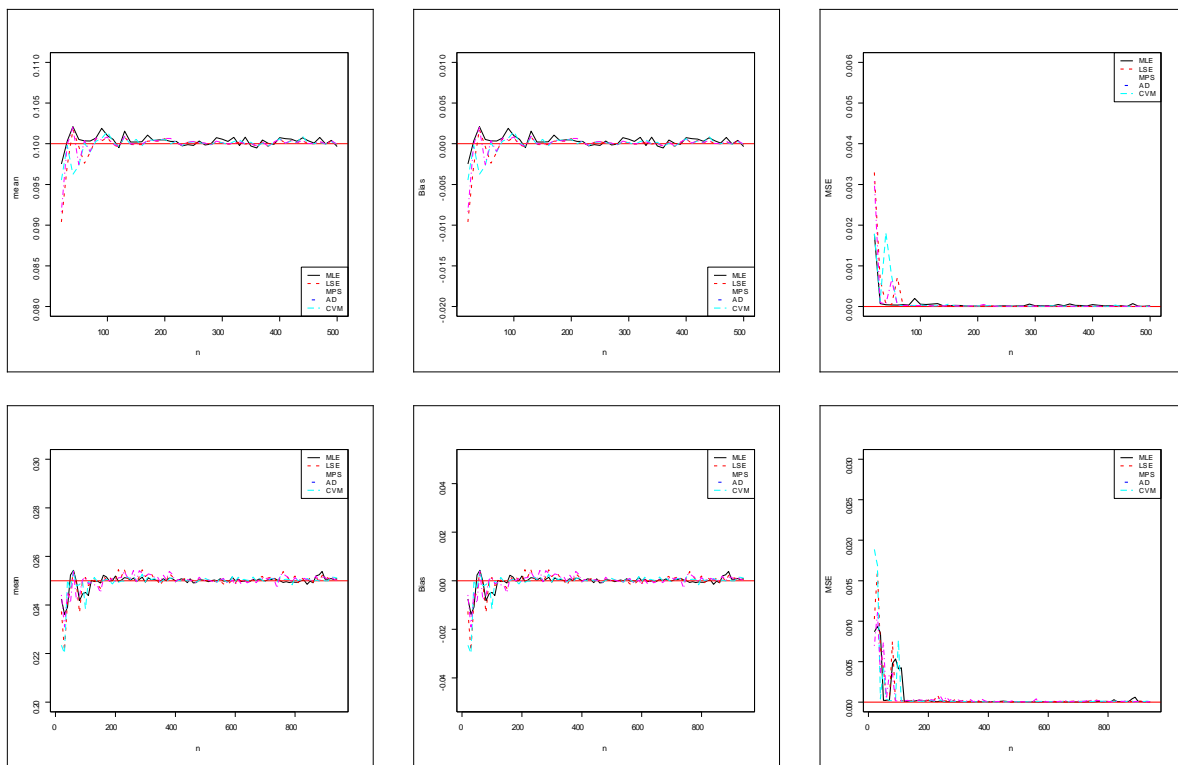 mean
0.110
0.105
0.100
0.095
0.090
0.085
0.080
MLE
LSE
MPS
AD
CVM
100 200 300 400 500
n
Bias
0.010
0.005
0.000
-0.005
-0.010
-0.015
-0.020
MLE
LSE
MPS
AD
CVM
100 200 300 400 500
n
MSE
0.006
0.005
0.004
0.003
0.002
0.001
0.000
MLE
LSE
MPS
AD
CVM
100 200 300 400 500
n
mean
0.30
0.28
0.26
0.24
0.22
0.20
MLE
LSE
MPS
AD
CVM
0 200 400 600 800
n
Bias
0.04
0.02
0.00
-0.02
-0.04
MLE
LSE
MPS
AD
CVM
0 200 400 600 800
n
MSE
0.030
0.025
0.020
0.015
0.010
0.005
0.000
MLE
LSE
MPS
AD
CVM
0 200 400 600 800
n